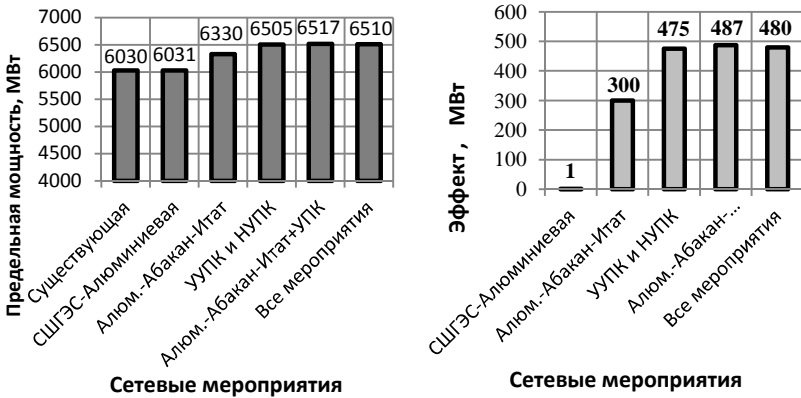 Предельная мощность, МВт
7000
6500
6000
5500
5000
4500
4000
6030
6031
6330
6505
6517
6510
Существующая
СШГЭС-Алюминиевая
Алюм.-Абакан-Итат
УУПК и НУПК
Алюм.-Абакан-Итат+УПК
Все мероприятия
Сетевые мероприятия
Эффект , МВт
600
500
400
300
200
100
0
1
300
475
487
480
СШГЭС-Алюминиевая
Алюм.-Абакан-Итат
УУПК и НУПК
Алюм.-Абакан-...
Все мероприятия
Сетевые мероприятия